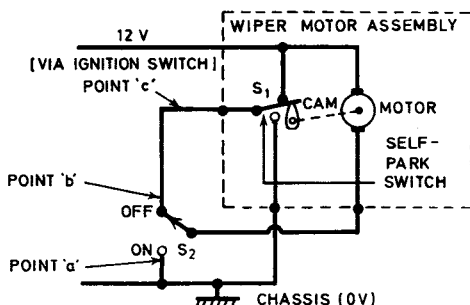 WIPER MOTOR ASSEMBLY
12 V
[VIA IGNITION SWITCH]
POINT 'c'
S1
CAM
MOTOR
SELF-
PARK
SWITCH
POINT 'b'
OFF
S2
ON
POINT 'a'
CHASSIS (0V)